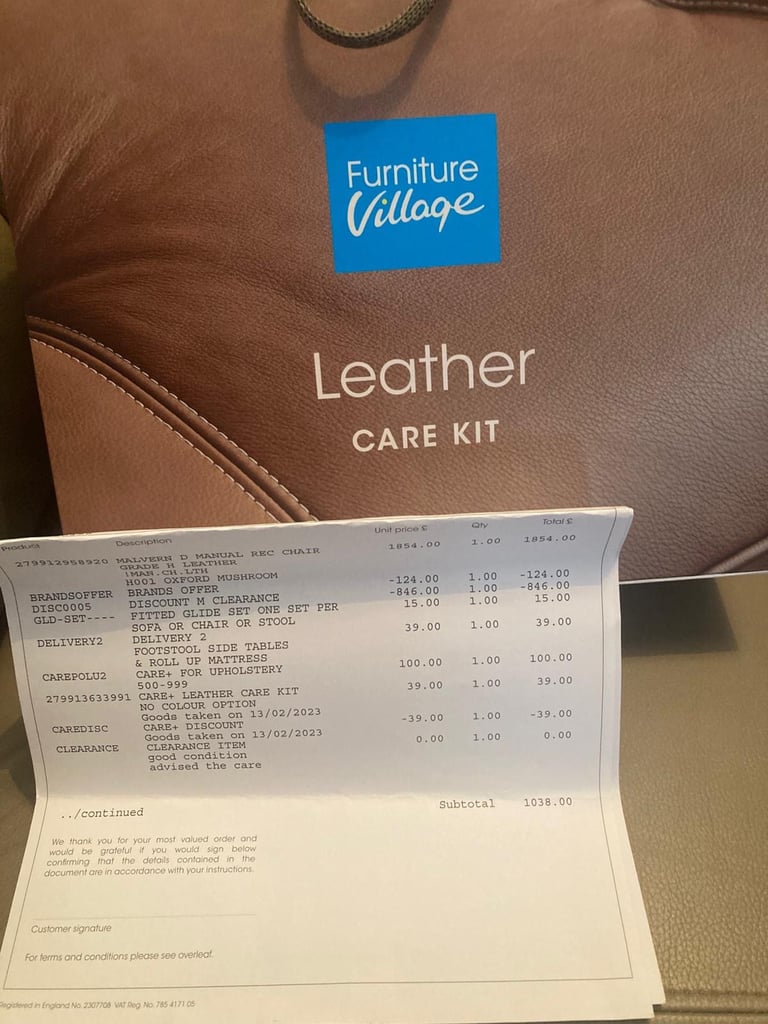 Furniture
Village
Leather
CARE KIT
Product Description Unit price £ Qty Total £
279912958920 MALVERN D MANUAL REC CHAIR 1854.00 1.00 1854.00
GRADE H LEATHER
!MAN.CH.LTH
H001 OXFORD MUSHROOM
BRANDSOFFER BRANDS OFFER -124.00 1.00 -124.00
DISC0005 DISCOUNT M CLEARANCE -846.00 1.00 -846.00
GLD-SET---- FITTED GLIDE SET ONE SET PER 15.00 1.00 15.00
SOFA OR CHAIR OR STOOL
DELIVERY2 DELIVERY 2 39.00 1.00 39.00
FOOTSTOOL SIDE TABLES
& ROLL UP MATTRESS
CAREPOLU2 CARE+ FOR UPHOLSTERY 100.00 1.00 100.00
500-999
279913633991 CARE+ LEATHER CARE KIT 39.00 1.00 39.00
NO COLOUR OPTION
Goods taken on 13/02/2023
CAREDISC CARE+ DISCOUNT -39.00 1.00 -39.00
Goods taken on 13/02/2023
CLEARANCE CLEARANCE ITEM 0.00 1.00 0.00
good condition
advised the care
../continued Subtotal 1038.00
We thank you for your most valued order and
would be grateful if you would sign below
confirming that the details contained in the
document are in accordance with your instructions.
Customer signature
For terms and conditions please see overleaf.
Registered in England No. 2307708 VAT Reg. No. 785 4171 05